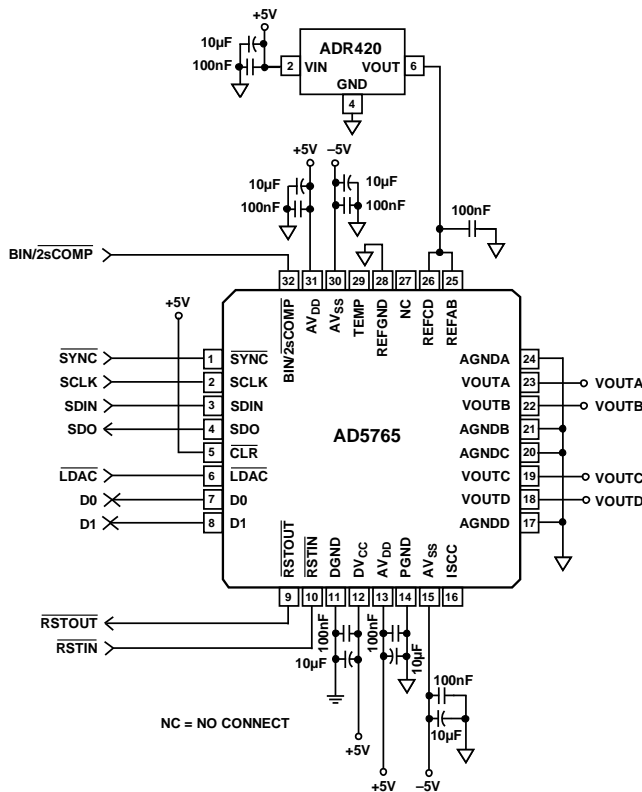 +5V
10µF
100nF
2
VIN
ADR420
VOUT
6
GND
4
+5V
–5V
10µF
100nF
10µF
100nF
100nF
BIN/2sCOMP
32
31
30
29
28
27
26
25
BIN/2sCOMP
AVDD
AVSS
TEMP
REFGND
NC
REFCD
REFAB
+5V
SYNC
1
SYNC
SCLK
2
SCLK
SDIN
3
SDIN
SDO
4
SDO
5
CLR
LDAC
6
LDAC
D0
7
D0
D1
8
D1
AD5765
AGNDA
24
VOUTA
23
VOUTA
VOUTB
22
VOUTB
AGNDB
21
AGNDC
20
VOUTC
19
VOUTC
VOUTD
18
VOUTD
AGNDD
17
RSTOUT
RSTIN
DGND
DVCC
AVDD
PGND
AVSS
ISCC
9
10
11
12
13
14
15
16
RSTOUT
RSTIN
100nF
10µF
100nF
10µF
100nF
10µF
NC = NO CONNECT
+5V
+5V
–5V